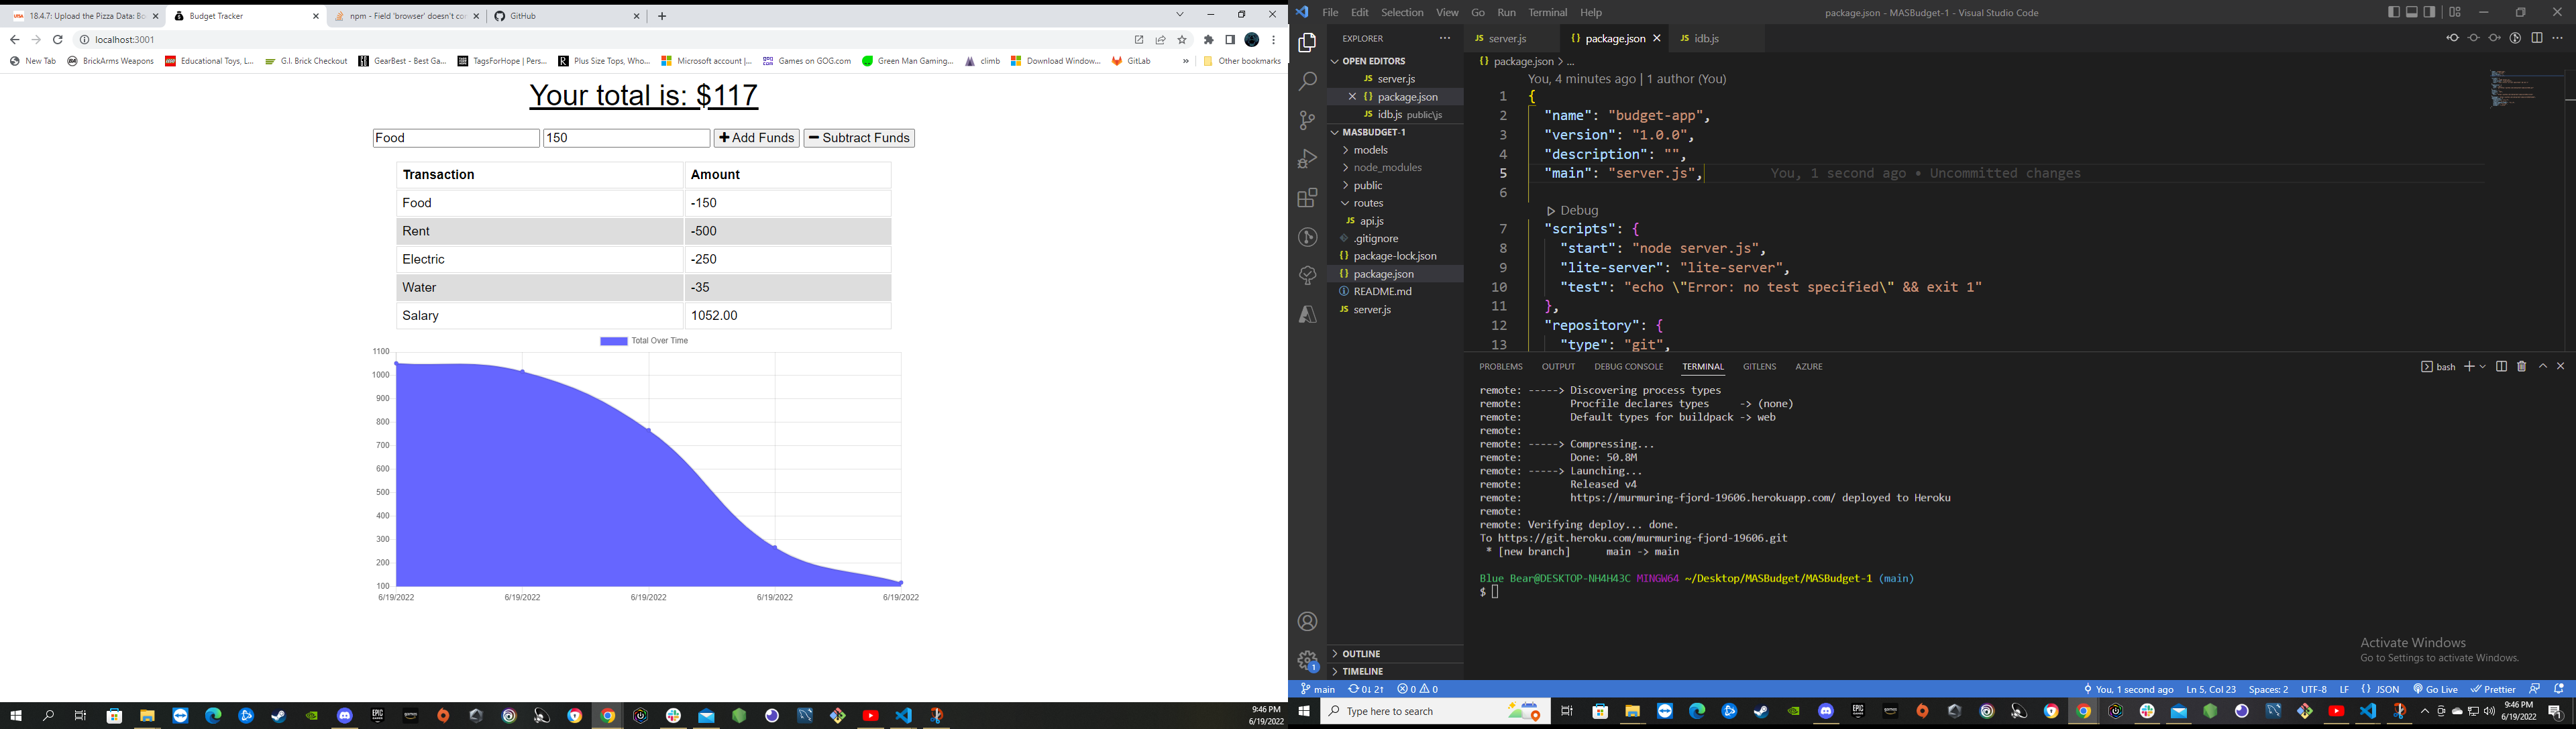 18.4.7: Upload the Pizza Data: Bo
Budget Tracker
npm - Field 'browser' doesn't co
GitHub
localhost:3001
New Tab
BrickArms Weapons
Educational Toys, L...
G.I. Brick Checkout
GearBest - Best Ga...
TagsForHope | Pers...
Plus Size Tops, Who...
Microsoft account |...
Games on GOG.com
Green Man Gaming...
climb
Download Window...
GitLab
»
Other bookmarks
Your total is: $117
Food 150 Add Funds Subtract Funds
Transaction Amount
Food -150
Rent -500
Electric -250
Water -35
Salary 1052.00
Total Over Time
1100
1000
900
800
700
600
500
400
300
200
100
6/19/2022 6/19/2022 6/19/2022 6/19/2022 6/19/2022
9:46 PM
6/19/2022
File Edit Selection View Go Run Terminal Help
package.json - MASBudget-1 - Visual Studio Code
EXPLORER
OPEN EDITORS
JS server.js
{} package.json
JS idb.js public\js
MASBUDGET-1
models
node_modules
public
routes
JS api.js
.gitignore
{} package-lock.json
{} package.json
README.md
JS server.js
OUTLINE
TIMELINE
JS server.js
{} package.json
JS idb.js
{} package.json > ...
You, 4 minutes ago | 1 author (You)
1 {
2 "name": "budget-app",
3 "version": "1.0.0",
4 "description": "",
5 "main": "server.js", You, 1 second ago • Uncommitted changes
6
Debug
7 "scripts": {
8 "start": "node server.js",
9 "lite-server": "lite-server",
10 "test": "echo \"Error: no test specified\" && exit 1"
11 },
12 "repository": {
13 "type": "git",
PROBLEMS OUTPUT DEBUG CONSOLE TERMINAL GITLENS AZURE
bash
remote: -----> Discovering process types
remote: Procfile declares types -> (none)
remote: Default types for buildpack -> web
remote:
remote: -----> Compressing...
remote: Done: 50.8M
remote: -----> Launching...
remote: Released v4
remote: https://murmuring-fjord-19606.herokuapp.com/ deployed to Heroku
remote:
remote: Verifying deploy... done.
To https://git.heroku.com/murmuring-fjord-19606.git
* [new branch] main -> main
Blue Bear@DESKTOP-NH4H43C MINGW64 ~/Desktop/MASBudget/MASBudget-1 (main)
$
Activate Windows
Go to Settings to activate Windows.
main 0↓ 2↑ 0 0
You, 1 second ago Ln 5, Col 23 Spaces: 2 UTF-8 LF {} JSON Go Live Prettier
Type here to search
9:46 PM
6/19/2022